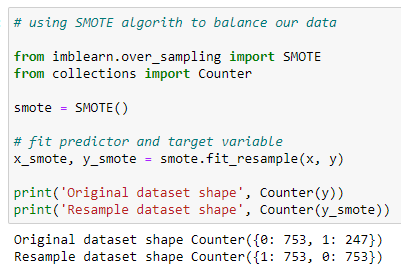 # using SMOTE algorith to balance our data
from imblearn.over_sampling import SMOTE
from collections import Counter
smote = SMOTE()
# fit predictor and target variable
x_smote, y_smote = smote.fit_resample(x, y)
print('Original dataset shape', Counter(y))
print('Resample dataset shape', Counter(y_smote))
Original dataset shape Counter({0: 753, 1: 247})
Resample dataset shape Counter({1: 753, 0: 753})